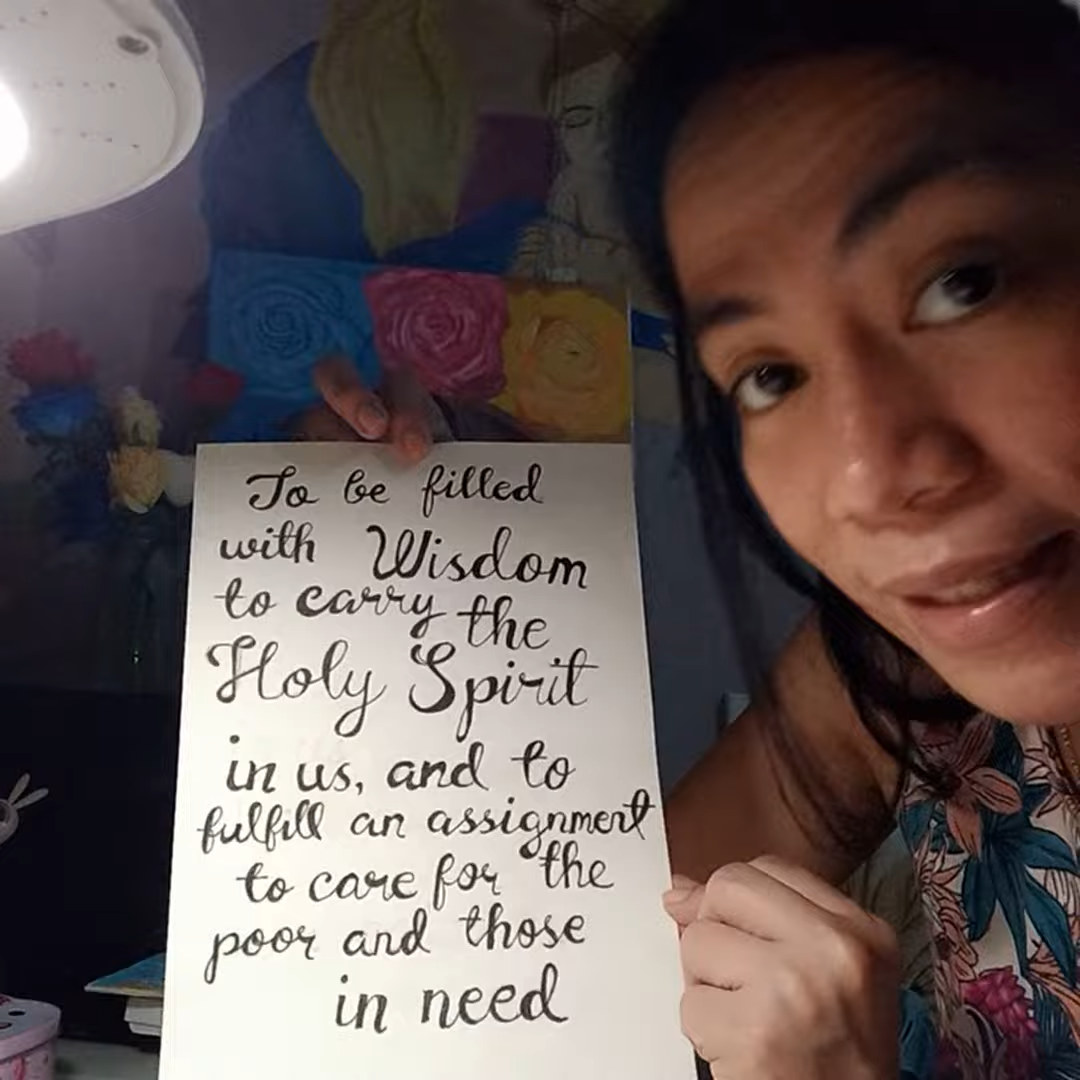 To be filled
with Wisdom
to carry the
Holy Spirit
in us, and to
fulfill an assignment
to care for the
poor and those
in need